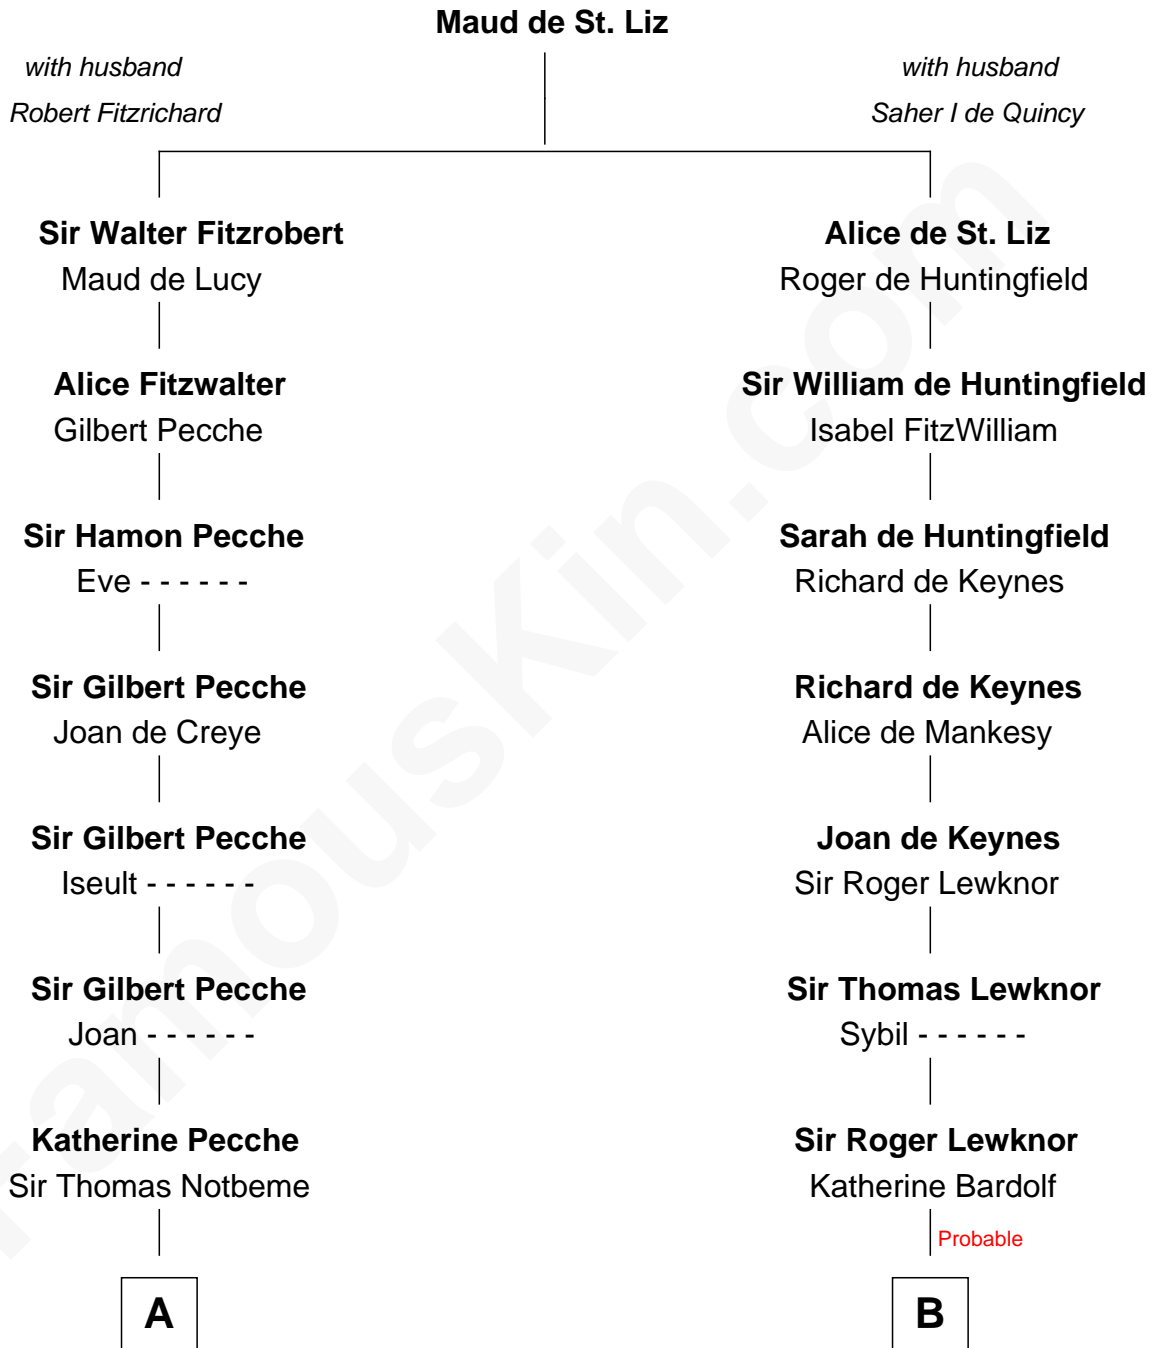 Maud de St. Liz
with husband
Robert Fitzrichard
with husband
Saher I de Quincy
Sir Walter Fitzrobert
Maud de Lucy
Alice de St. Liz
Roger de Huntingfield
Alice Fitzwalter
Gilbert Pecche
Sir William de Huntingfield
Isabel FitzWilliam
Sir Hamon Pecche
Eve - - - - - -
Sarah de Huntingfield
Richard de Keynes
Sir Gilbert Pecche
Joan de Creye
Richard de Keynes
Alice de Mankesy
Sir Gilbert Pecche
Iseult - - - - - -
Joan de Keynes
Sir Roger Lewknor
Sir Gilbert Pecche
Joan - - - - - -
Sir Thomas Lewknor
Sybil - - - - - -
Katherine Pecche
Sir Thomas Notbeme
Sir Roger Lewknor
Katherine Bardolf
Probable
A
B
FamousKin.com